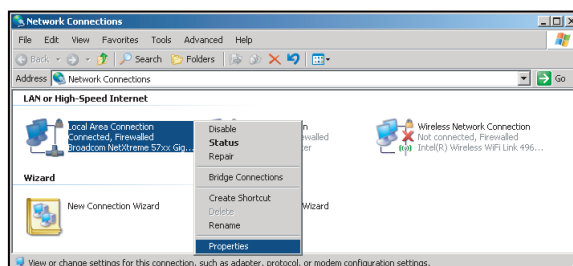 Network Connections
File Edit View Favorites Tools Advanced Help
Back Search Folders
Address Network Connections Go
LAN or High-Speed Internet
Local Area Connection
Connected, Firewalled
Broadcom NetXtreme 57xx Gig...
Disable
Status
Repair
Bridge Connections
Create Shortcut
Delete
Rename
Properties
Wireless Network Connection
Not connected, Firewalled
Intel(R) Wireless WiFi Link 496...
Wizard
New Connection Wizard
Wizard
View or change settings for this connection, such as adapter, protocol, or modem configuration settings.